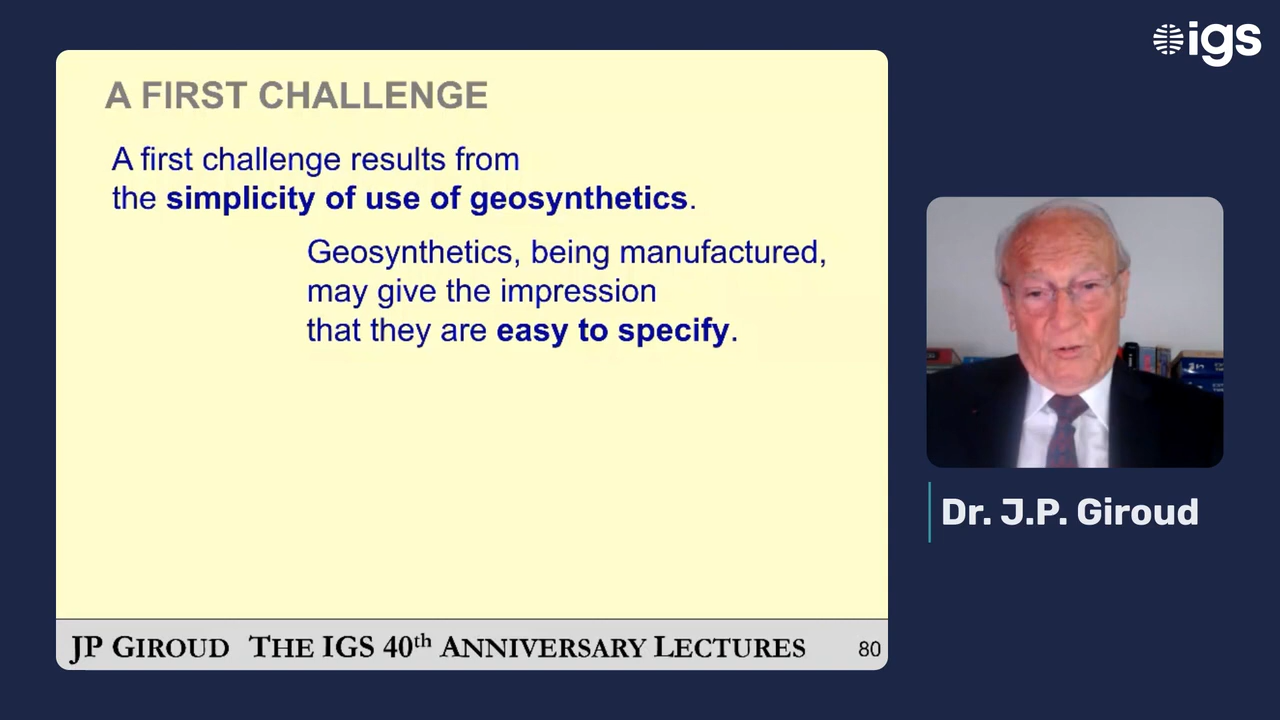 igs
A FIRST CHALLENGE
A first challenge results from
the simplicity of use of geosynthetics.
Geosynthetics, being manufactured,
may give the impression
that they are easy to specify.
Dr. J.P. Giroud
JP GIROUD THE IGS 40th ANNIVERSARY LECTURES 80